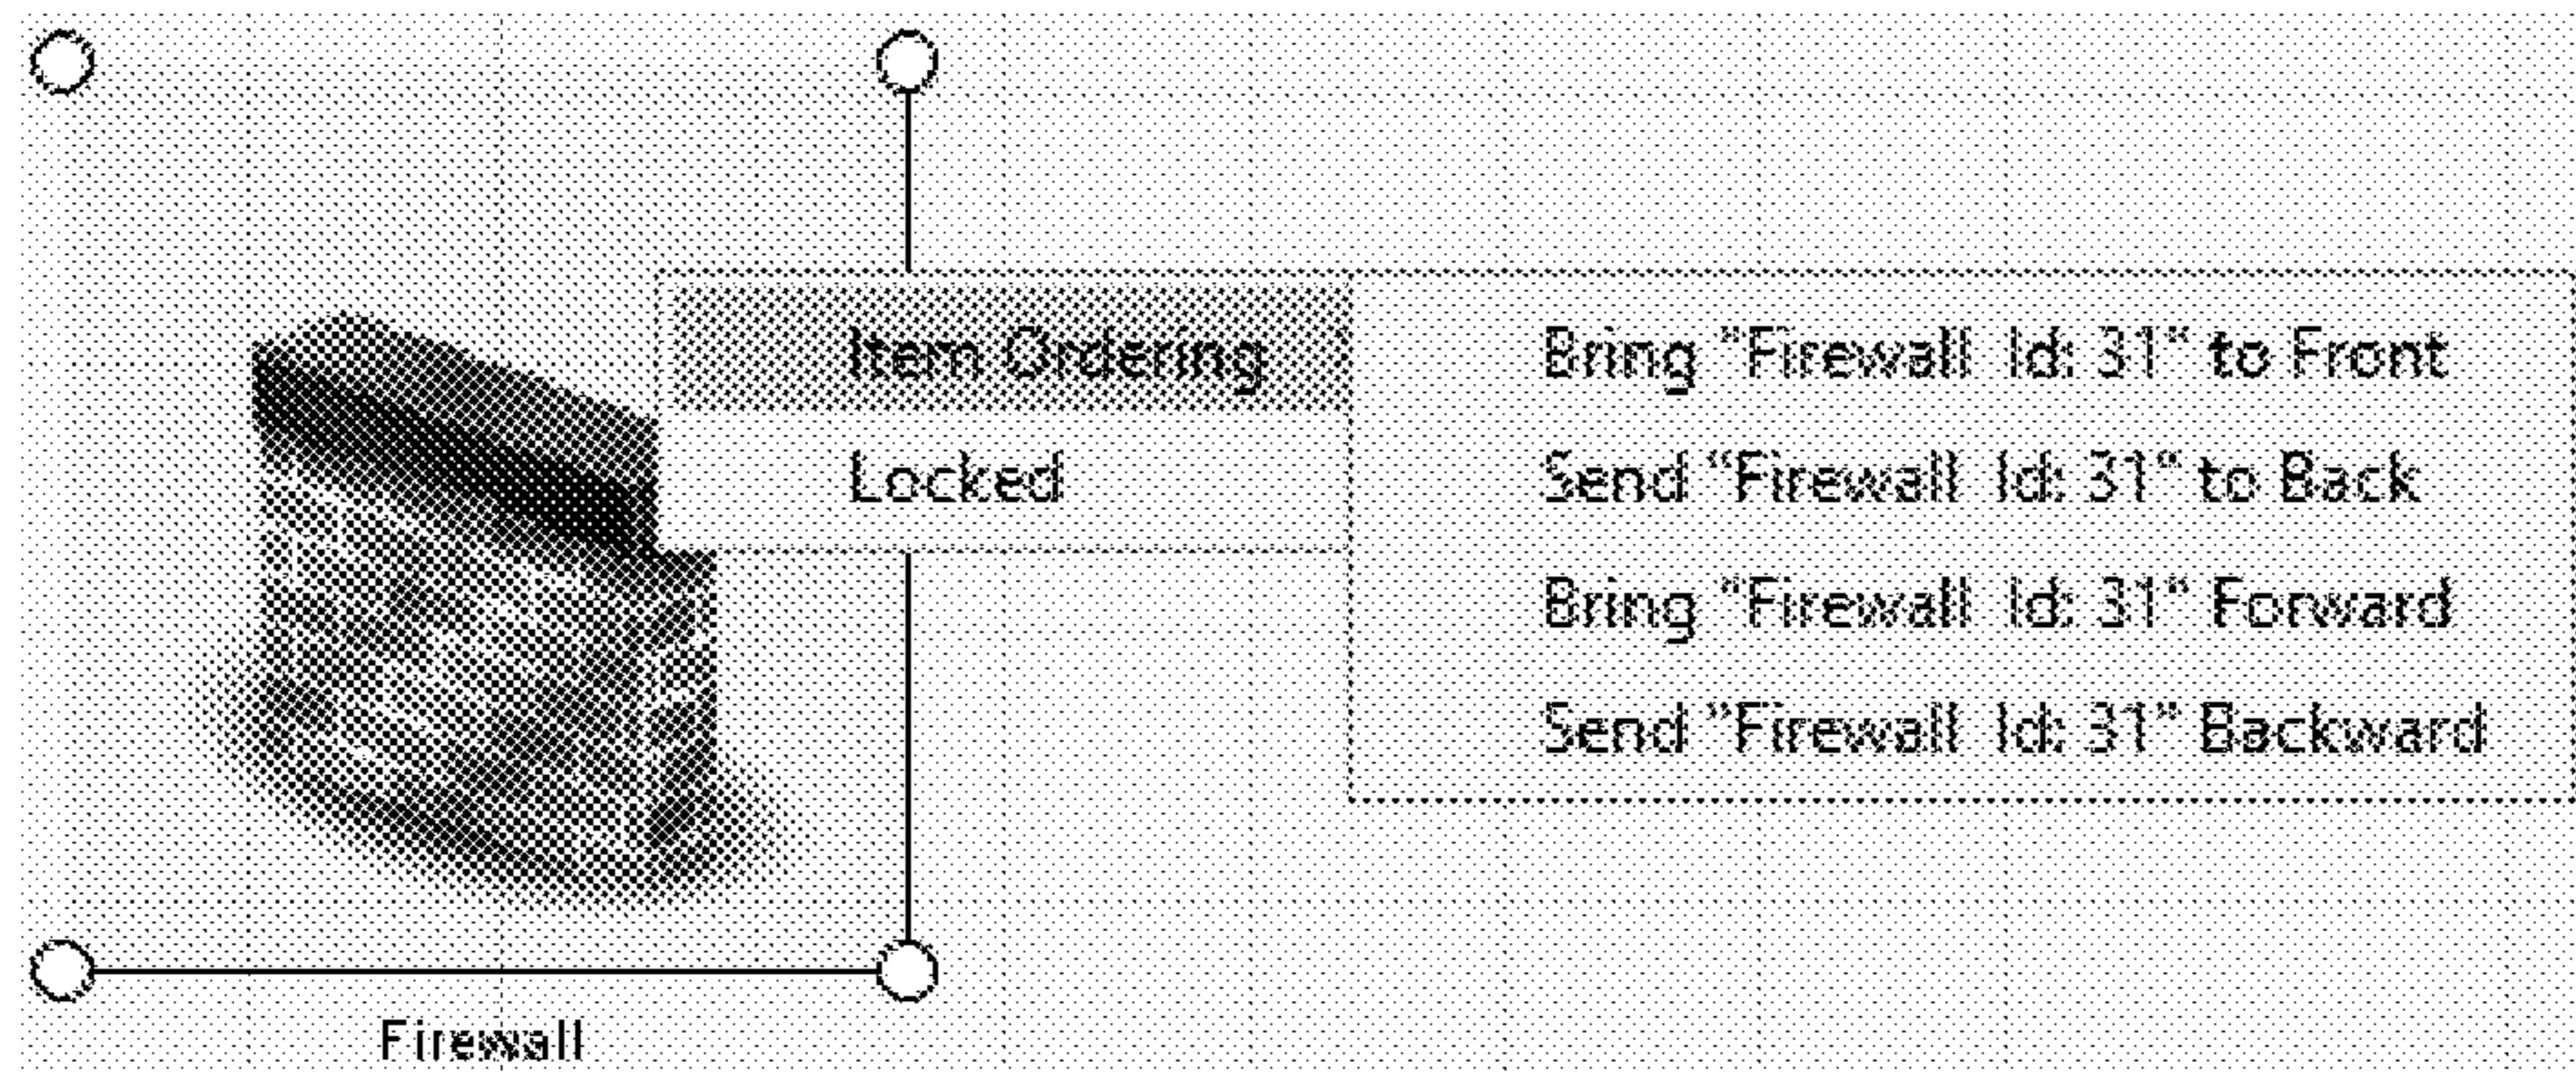 Item Ordering
Locked
Bring "Firewall Id: 31" to Front
Send "Firewall Id: 31" to Back
Bring "Firewall Id: 31" Forward
Send "Firewall Id: 31" Backward
Firewall